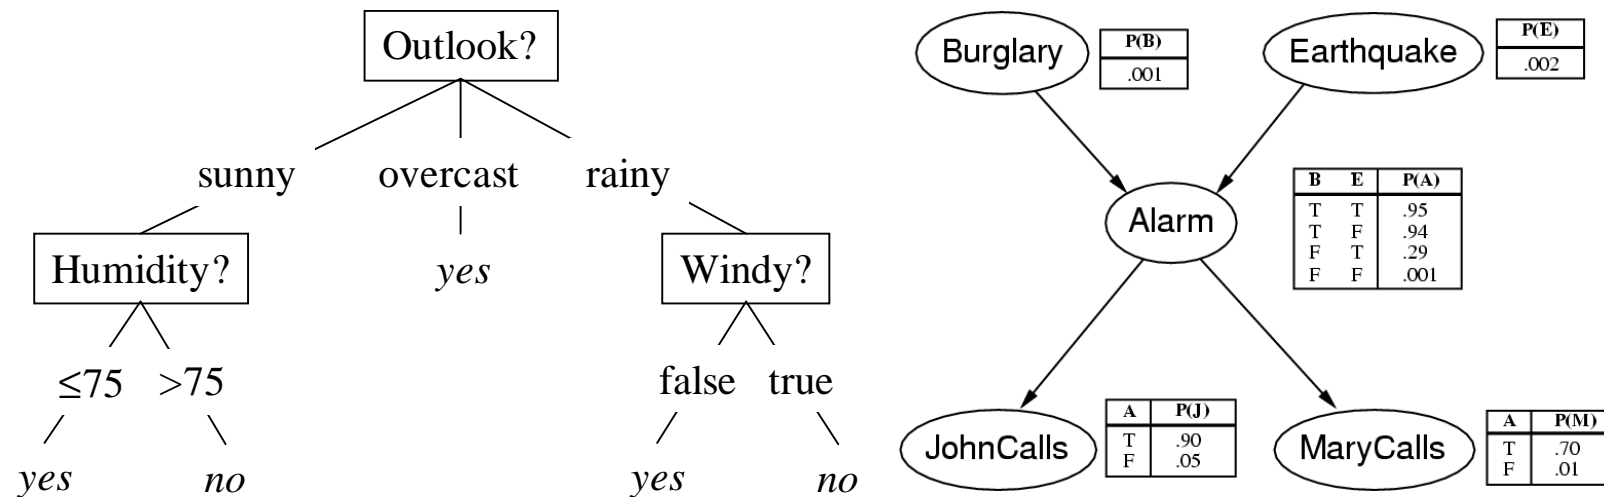 Outlook?
sunny overcast rainy
Humidity? yes Windy?
≤75 >75 false true
yes no yes no
Burglary
P(B)
.001
Earthquake
P(E)
.002
Alarm
B E P(A)
T T .95
T F .94
F T .29
F F .001
JohnCalls
A P(J)
T .90
F .05
MaryCalls
A P(M)
T .70
F .01